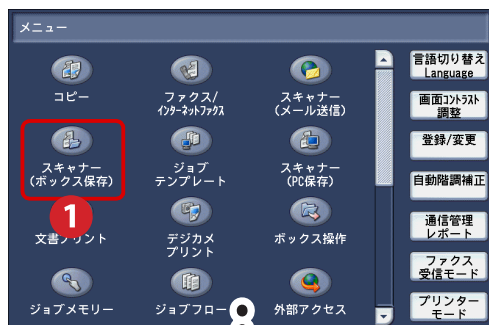 メニュー
コピー
ファクス/
インターネットファクス
スキャナー
(メール送信)
スキャナー
(ボックス保存)
ジョブ
テンプレート
スキャナー
(PC保存)
1
文書プリント
デジカメ
プリント
ボックス操作
ジョブメモリー
ジョブフロー
外部アクセス
言語切り替え
Language
画面コントラスト
調整
登録/変更
自動階調補正
通信管理
レポート
ファクス
受信モード
プリンター
モード